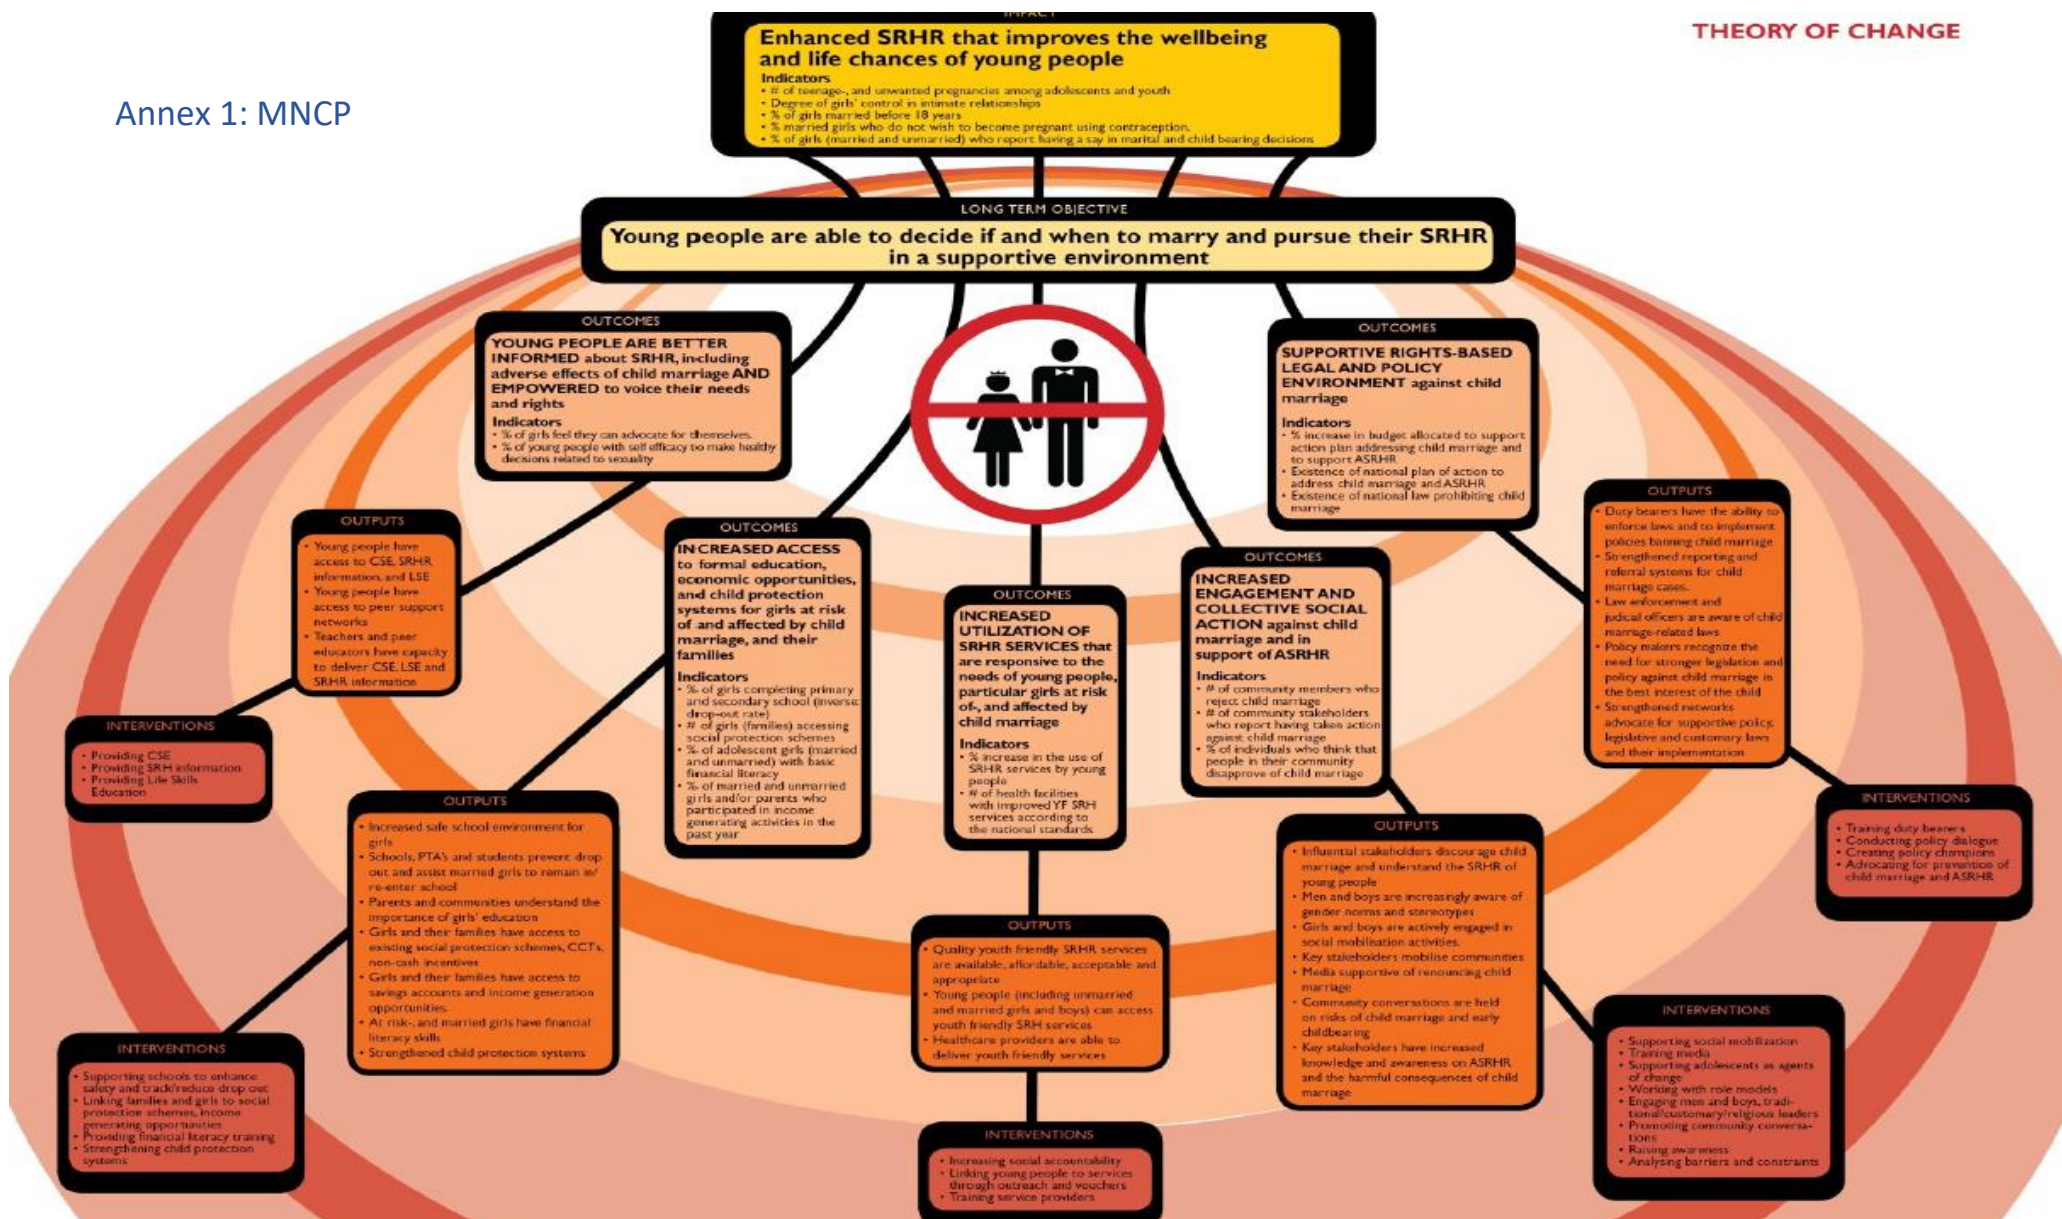 THEORY OF CHANGE
Annex 1: MNCP
IMPACT
Enhanced SRHR that improves the wellbeing
and life chances of young people
Indicators
• # of teenage-, and unwanted pregnancies among adolescents and youth
• Degree of girls' control in intimate relationships
• % of girls married before 18 years
• % married girls who do not wish to become pregnant using contraception.
• % of girls (married and unmarried) who report having a say in marital and child bearing decisions
LONG TERM OBJECTIVE
Young people are able to decide if and when to marry and pursue their SRHR
in a supportive environment
OUTCOMES
YOUNG PEOPLE ARE BETTER
INFORMED about SRHR, including
adverse effects of child marriage AND
EMPOWERED to voice their needs
and rights
Indicators
• % of girls feel they can advocate for themselves.
• % of young people with self efficacy to make healthy
decisions related to sexuality
OUTPUTS
• Young people have
access to CSE, SRHR
information, and LSE
• Young people have
access to peer support
networks
• Teachers and peer
educators have capacity
to deliver CSE, LSE and
SRHR information
INTERVENTIONS
• Providing CSE
• Providing SRH information
• Providing Life Skills
Education
OUTCOMES
INCREASED ACCESS
to formal education,
economic opportunities,
and child protection
systems for girls at risk
of and affected by child
marriage, and their
families
Indicators
• % of girls completing primary
and secondary school (inverse:
drop-out rate)
• # of girls (families) accessing
social protection schemes
• % of adolescent girls (married
and unmarried) with basic
financial literacy
• % of married and unmarried
girls and/or parents who
participated in income
generating activities in the
past year
OUTPUTS
• Increased safe school environment for
girls
• Schools, PTA's and students prevent drop
out and assist married girls to remain in/
re-enter school
• Parents and communities understand the
importance of girls' education
• Girls and their families have access to
existing social protection schemes, CCT's,
non-cash incentives
• Girls and their families have access to
savings accounts and income generation
opportunities.
• At risk-, and married girls have financial
literacy skills
• Strengthened child protection systems
INTERVENTIONS
• Supporting schools to enhance
safety and track/reduce drop out
• Linking families and girls to social
protection schemes, income
generating opportunities
• Providing financial literacy training
• Strengthening child protection
systems
OUTCOMES
INCREASED
UTILIZATION OF
SRHR SERVICES that
are responsive to the
needs of young people,
particular girls at risk
of-, and affected by
child marriage
Indicators
• % increase in the use of
SRHR services by young
people
• # of health facilities
with improved YF SRH
services according to
the national standards
OUTPUTS
• Quality youth friendly SRHR services
are available, affordable, acceptable and
appropriate
• Young people (including unmarried
and married girls and boys) can access
youth friendly SRH services
• Healthcare providers are able to
deliver youth friendly services
INTERVENTIONS
• Increasing social accountability
• Linking young people to services
through outreach and vouchers
• Training service providers
OUTCOMES
INCREASED
ENGAGEMENT AND
COLLECTIVE SOCIAL
ACTION against child
marriage and in
support of ASRHR
Indicators
• # of community members who
reject child marriage
• # of community stakeholders
who report having taken action
against child marriage
• % of individuals who think that
people in their community
disapprove of child marriage
OUTPUTS
• Influential stakeholders discourage child
marriage and understand the SRHR of
young people
• Men and boys are increasingly aware of
gender norms and stereotypes
• Girls and boys are actively engaged in
social mobilisation activities.
• Key stakeholders mobilise communities
• Media supportive of renouncing child
marriage
• Community conversations are held
on risks of child marriage and early
childbearing
• Key stakeholders have increased
knowledge and awareness on ASRHR
and the harmful consequences of child
marriage
INTERVENTIONS
• Supporting social mobilization
• Training media
• Supporting adolescents as agents
of change
• Working with role models
• Engaging men and boys, tradi-
tional/customary/religious leaders
• Promoting community conversa-
tions
• Raising awareness
• Analysing barriers and constraints
OUTCOMES
SUPPORTIVE RIGHTS-BASED
LEGAL AND POLICY
ENVIRONMENT against child
marriage
Indicators
• % increase in budget allocated to support
action plan addressing child marriage and
to support ASRHR
• Existence of national plan of action to
address child marriage and ASRHR
• Existence of national law prohibiting child
marriage
OUTPUTS
• Duty bearers have the ability to
enforce laws and to implement
policies banning child marriage
• Strengthened reporting and
referral systems for child
marriage cases.
• Law enforcement and
judicial officers are aware of child
marriage-related laws
• Policy makers recognize the
need for stronger legislation and
policy against child marriage in
the best interest of the child
• Strengthened networks
advocate for supportive policy,
legislative and customary laws
and their implementation
INTERVENTIONS
• Training duty bearers
• Conducting policy dialogue
• Creating policy champions
• Advocating for prevention of
child marriage and ASRHR